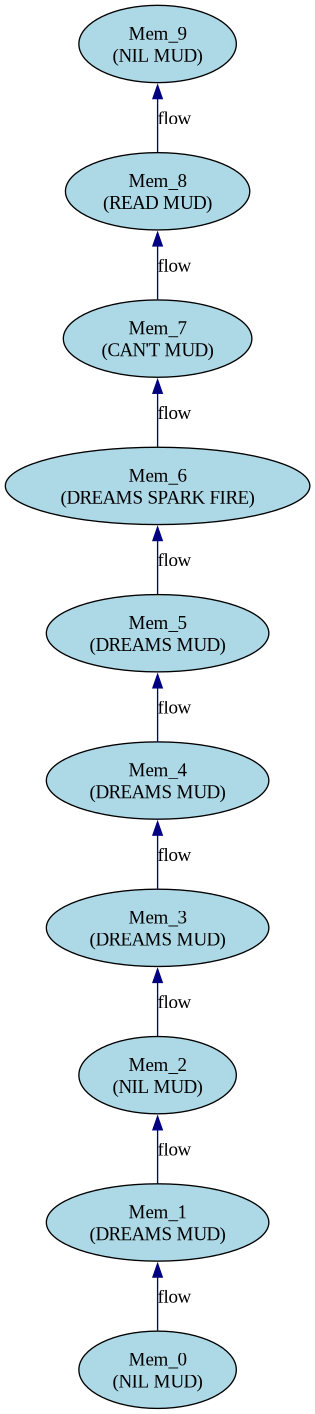 Mem_9
(NIL MUD)
flow
Mem_8
(READ MUD)
flow
Mem_7
(CAN'T MUD)
flow
Mem_6
(DREAMS SPARK FIRE)
flow
Mem_5
(DREAMS MUD)
flow
Mem_4
(DREAMS MUD)
flow
Mem_3
(DREAMS MUD)
flow
Mem_2
(NIL MUD)
flow
Mem_1
(DREAMS MUD)
flow
Mem_0
(NIL MUD)